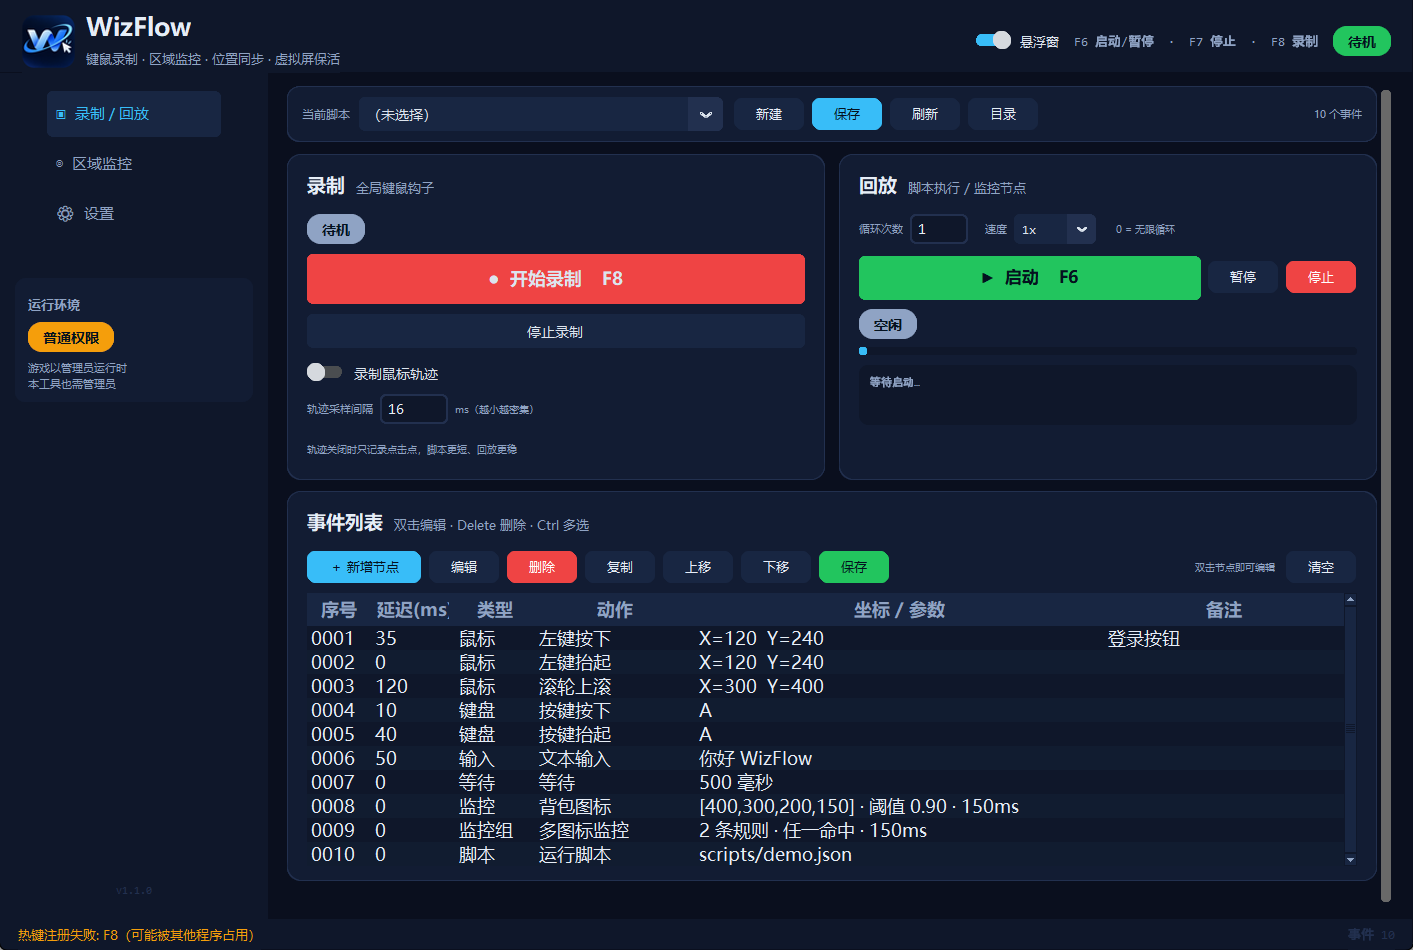 WizFlow
键鼠录制 · 区域监控 · 位置同步 · 虚拟屏保活
悬浮窗 F6 启动/暂停 · F7 停止 · F8 录制 待机
录制 / 回放
区域监控
设置
运行环境
普通权限
游戏以管理员运行时
本工具也需管理员
v1.1.0
当前脚本 (未选择) 新建 保存 刷新 目录 10 个事件
录制 全局键鼠钩子
待机
● 开始录制 F8
停止录制
录制鼠标轨迹
轨迹采样间隔 16 ms（越小越密集）
轨迹关闭时只记录点击点，脚本更短、回放更稳
回放 脚本执行 / 监控节点
循环次数 1 速度 1x 0 = 无限循环
► 启动 F6 暂停 停止
空闲
等待启动…
事件列表 双击编辑 · Delete 删除 · Ctrl 多选
+ 新增节点 编辑 删除 复制 上移 下移 保存 双击节点即可编辑 清空
序号 延迟(ms) 类型 动作 坐标 / 参数 备注
0001 35 鼠标 左键按下 X=120 Y=240 登录按钮
0002 0 鼠标 左键抬起 X=120 Y=240
0003 120 鼠标 滚轮上滚 X=300 Y=400
0004 10 键盘 按键按下 A
0005 40 键盘 按键抬起 A
0006 50 输入 文本输入 你好 WizFlow
0007 0 等待 等待 500 毫秒
0008 0 监控 背包图标 [400,300,200,150] · 阈值 0.90 · 150ms
0009 0 监控组 多图标监控 2 条规则 · 任一命中 · 150ms
0010 0 脚本 运行脚本 scripts/demo.json
热键注册失败: F8（可能被其他程序占用）
事件 10